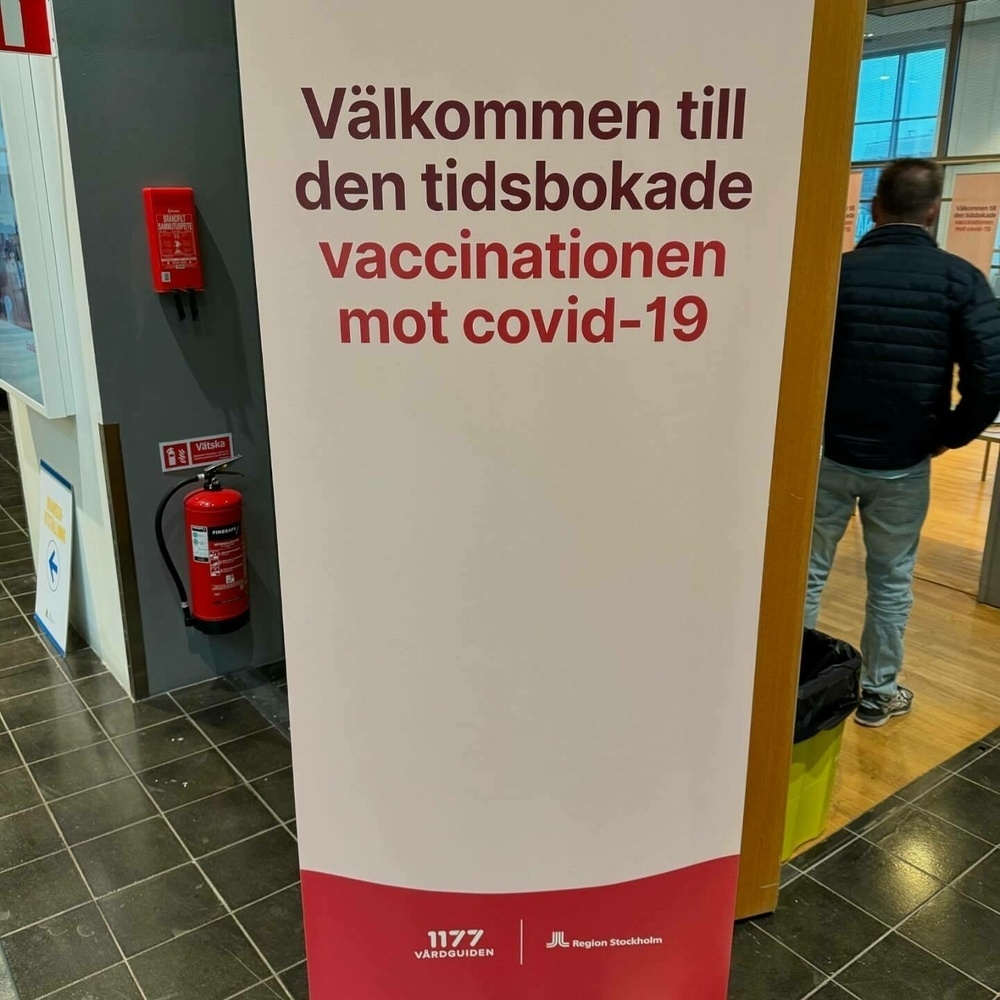 Välkommen till
den tidsbokade
vaccinationen
mot covid-19
1177
VÅRDGUIDEN
Region Stockholm
BRANDFILT
Vätska
FIRESAFE
Välkommen till
den tidsbokade
vaccinationen
mot covid-19